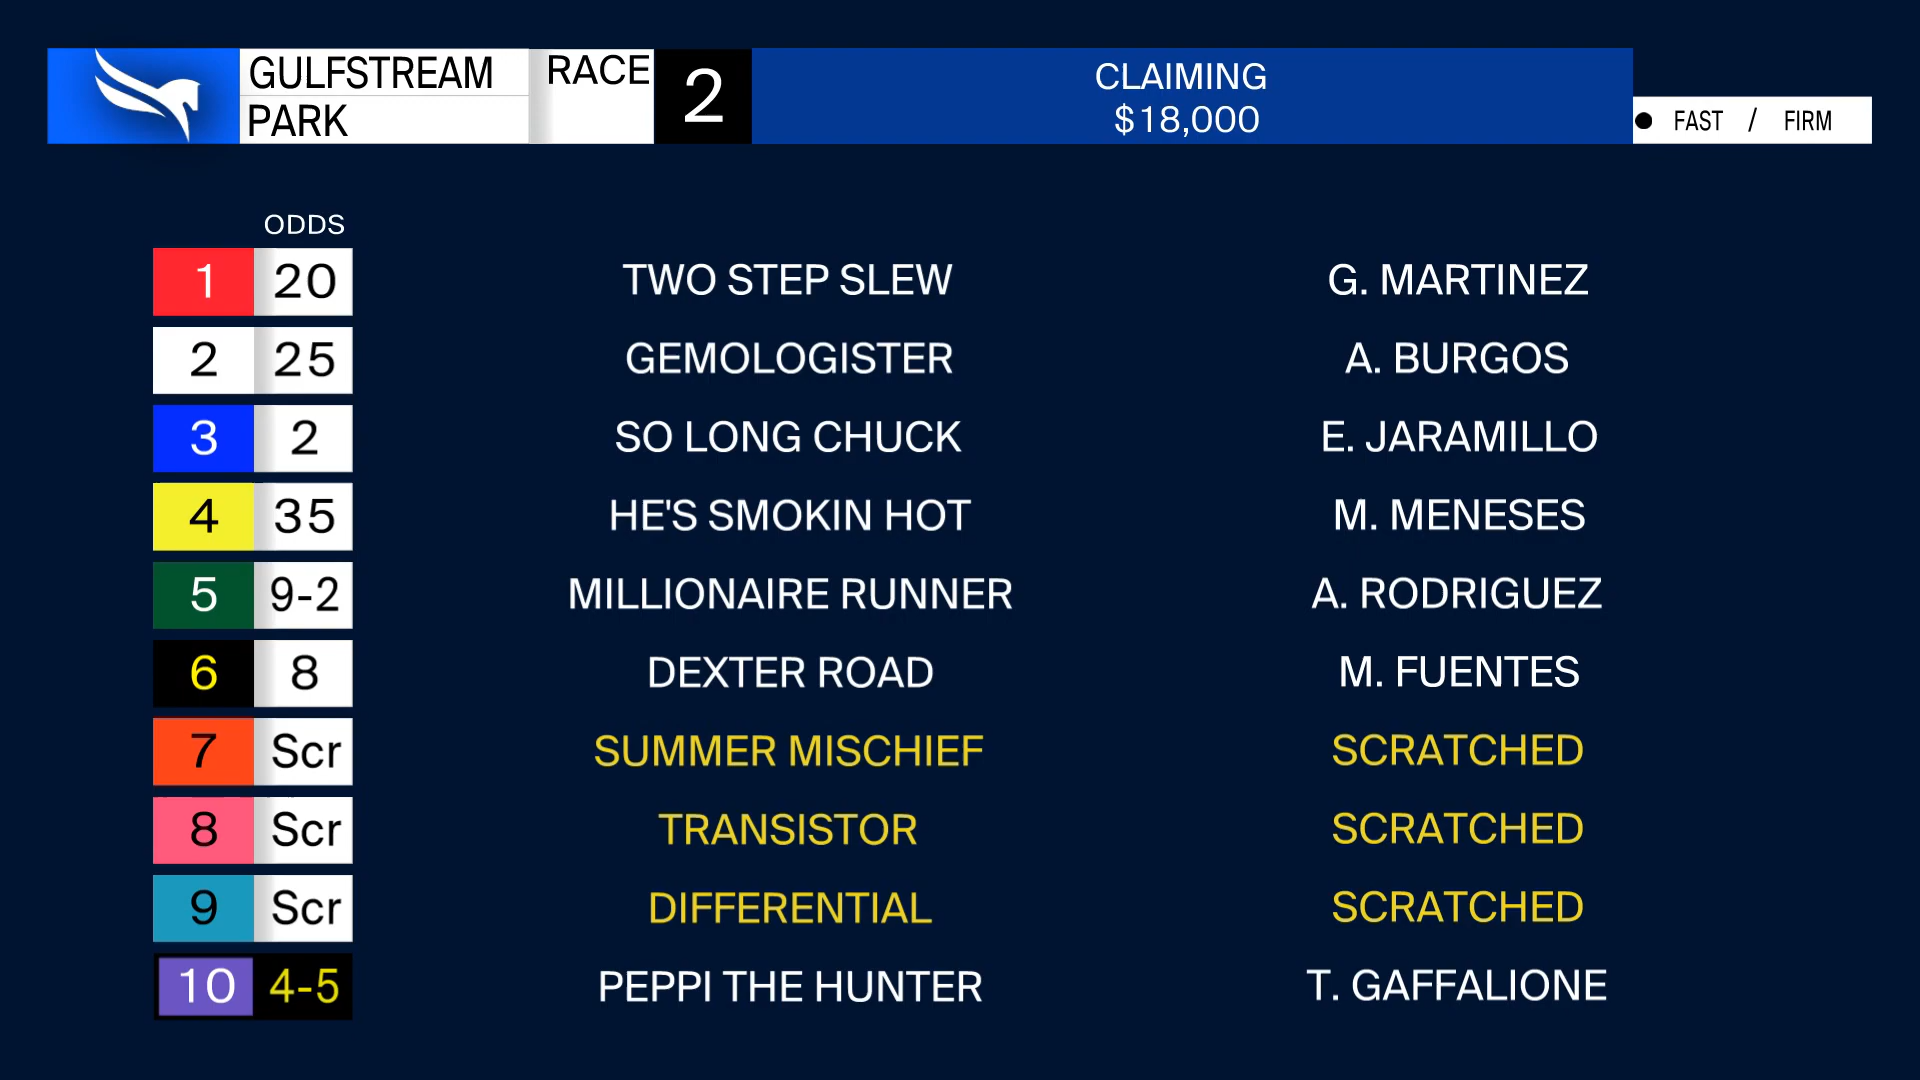 GULFSTREAM PARK RACE 2
CLAIMING
$18,000
● FAST / FIRM
ODDS
1 20 TWO STEP SLEW G. MARTINEZ
2 25 GEMOLOGISTER A. BURGOS
3 2 SO LONG CHUCK E. JARAMILLO
4 35 HE'S SMOKIN HOT M. MENESES
5 9-2 MILLIONAIRE RUNNER A. RODRIGUEZ
6 8 DEXTER ROAD M. FUENTES
7 Scr SUMMER MISCHIEF SCRATCHED
8 Scr TRANSISTOR SCRATCHED
9 Scr DIFFERENTIAL SCRATCHED
10 4-5 PEPPI THE HUNTER T. GAFFALIONE